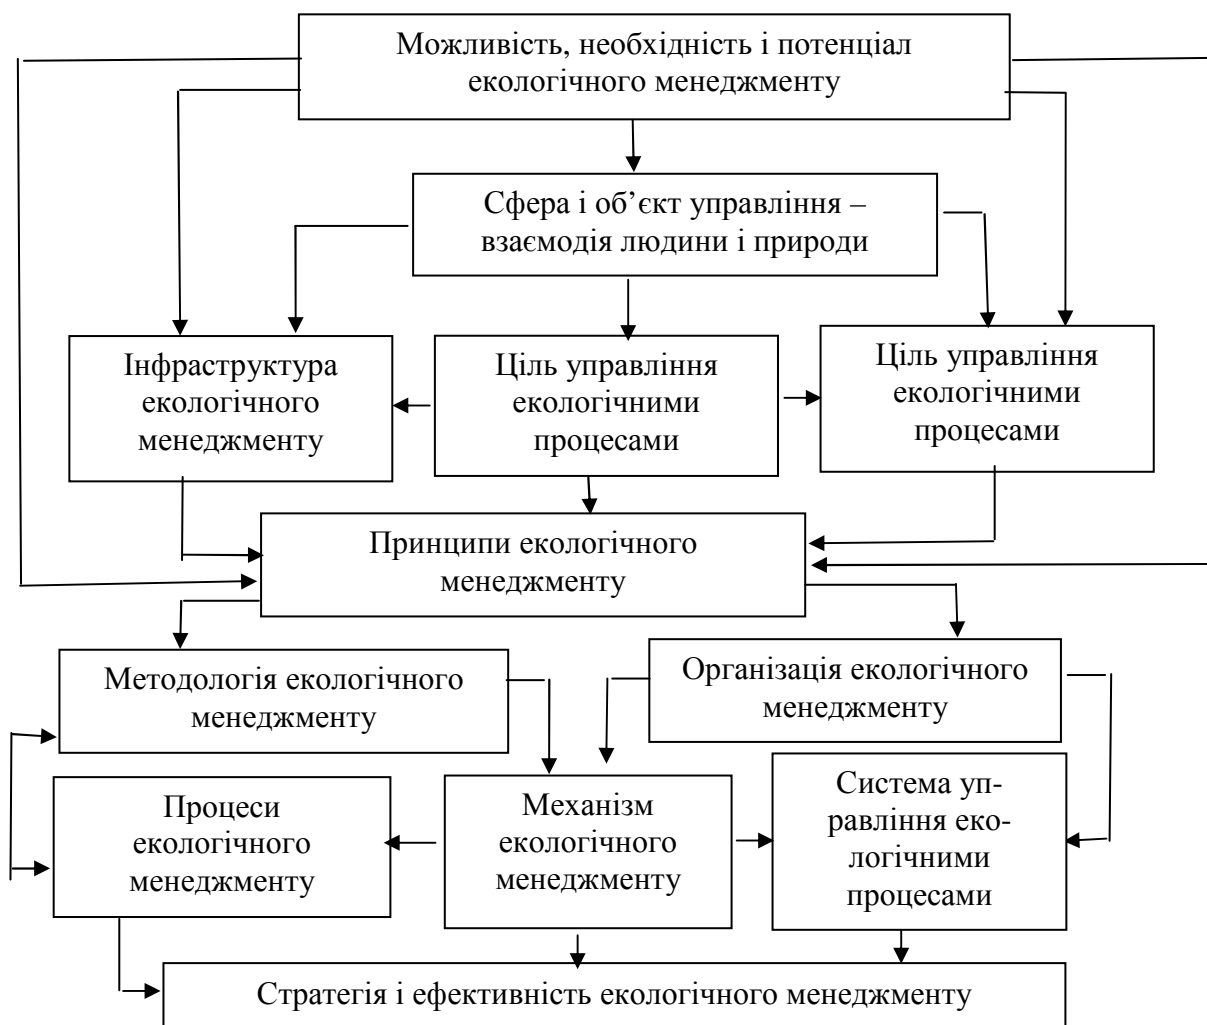 Можливість, необхідність і потенціал
екологічного менеджменту
Сфера і об’єкт управління –
взаємодія людини і природи
Інфраструктура
екологічного
менеджменту
Ціль управління
екологічними
процесами
Ціль управління
екологічними
процесами
Принципи екологічного
менеджменту
Методологія екологічного
менеджменту
Організація екологічного
менеджменту
Процеси
екологічного
менеджменту
Механізм
екологічного
менеджменту
Система уп-
равління еко-
логічними
процесами
Стратегія і ефективність екологічного менеджменту